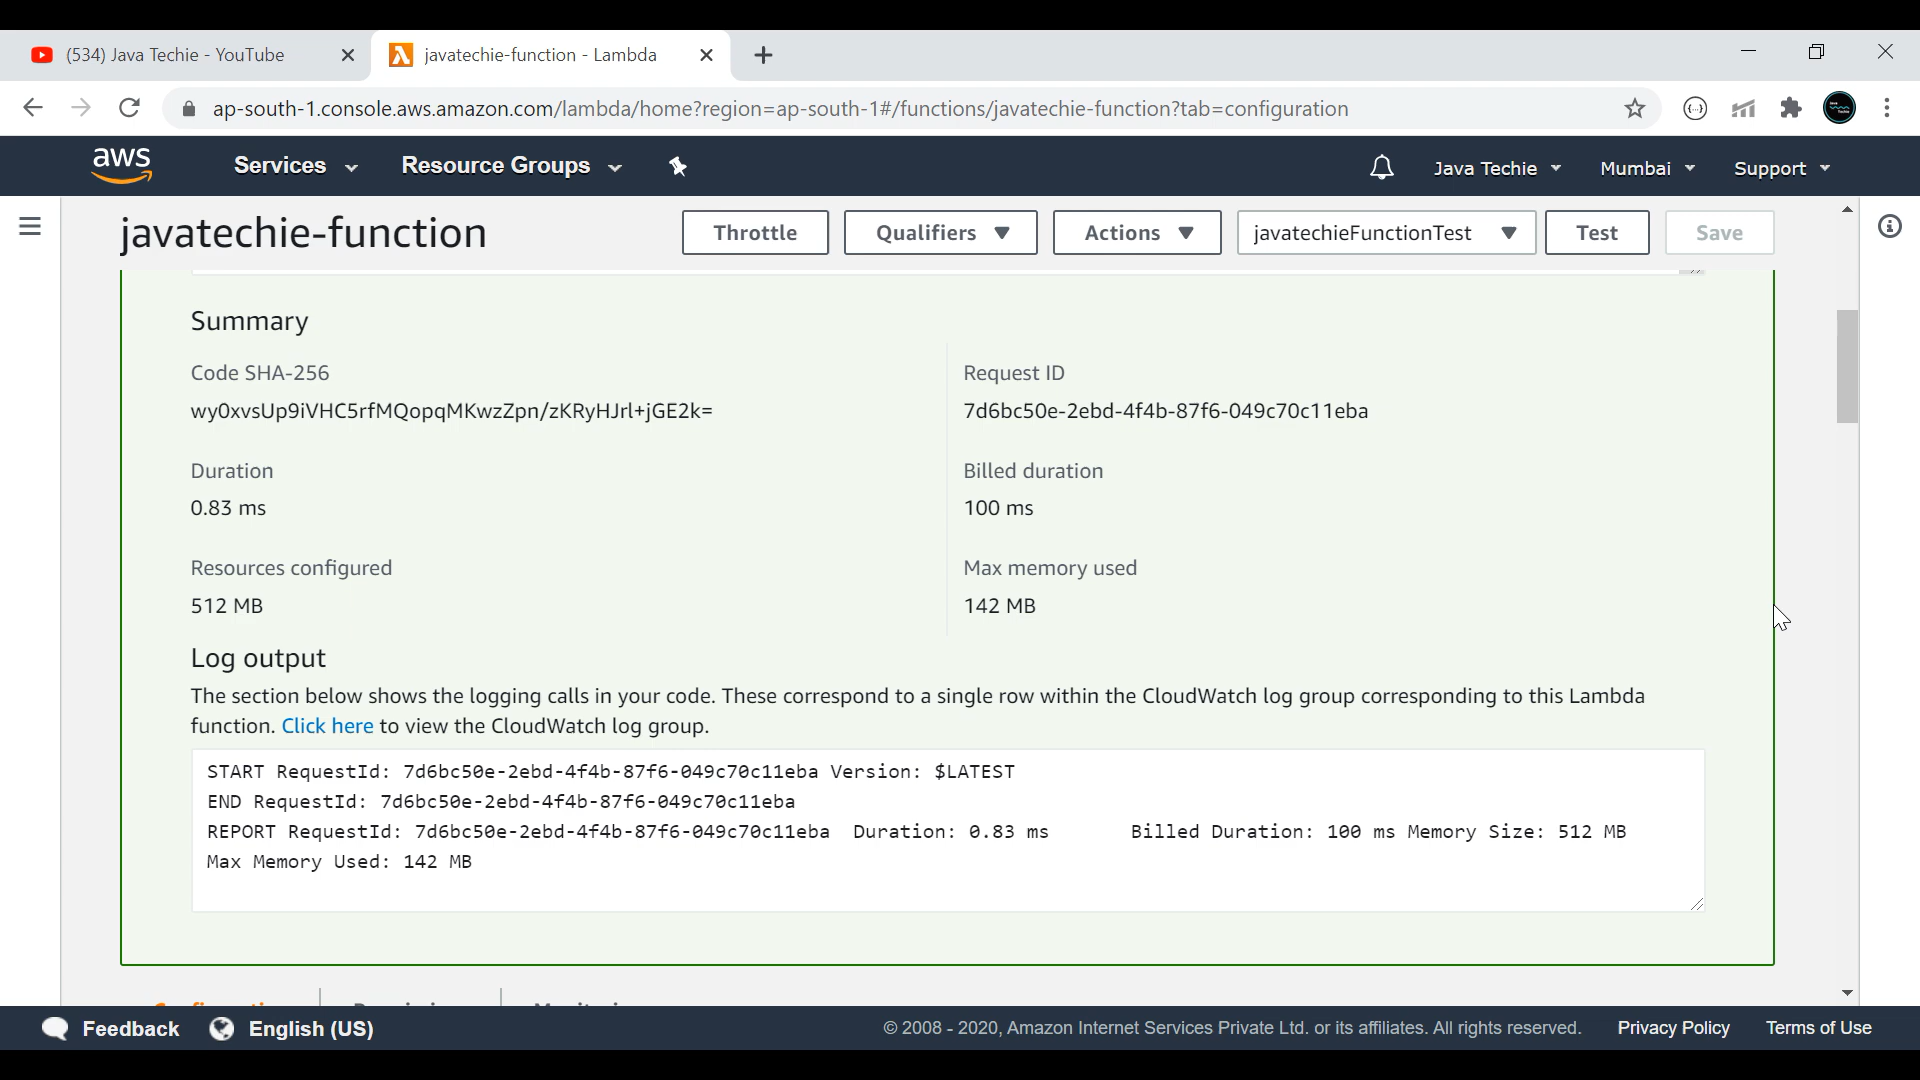 (534) Java Techie - YouTube
javatechie-function - Lambda
ap-south-1.console.aws.amazon.com/lambda/home?region=ap-south-1#/functions/javatechie-function?tab=configuration
aws
Services
Resource Groups
Java Techie
Mumbai
Support
javatechie-function
Throttle
Qualifiers
Actions
javatechieFunctionTest
Test
Save
Summary
Code SHA-256
wy0xvsUp9iVHC5rfMQopqMKwzZpn/zKRyHJrl+jGE2k=
Request ID
7d6bc50e-2ebd-4f4b-87f6-049c70c11eba
Duration
0.83 ms
Billed duration
100 ms
Resources configured
512 MB
Max memory used
142 MB
Log output
The section below shows the logging calls in your code. These correspond to a single row within the CloudWatch log group corresponding to this Lambda
function. Click here to view the CloudWatch log group.
START RequestId: 7d6bc50e-2ebd-4f4b-87f6-049c70c11eba Version: $LATEST
END RequestId: 7d6bc50e-2ebd-4f4b-87f6-049c70c11eba
REPORT RequestId: 7d6bc50e-2ebd-4f4b-87f6-049c70c11eba Duration: 0.83 ms Billed Duration: 100 ms Memory Size: 512 MB
Max Memory Used: 142 MB
Feedback
English (US)
© 2008 - 2020, Amazon Internet Services Private Ltd. or its affiliates. All rights reserved.
Privacy Policy
Terms of Use